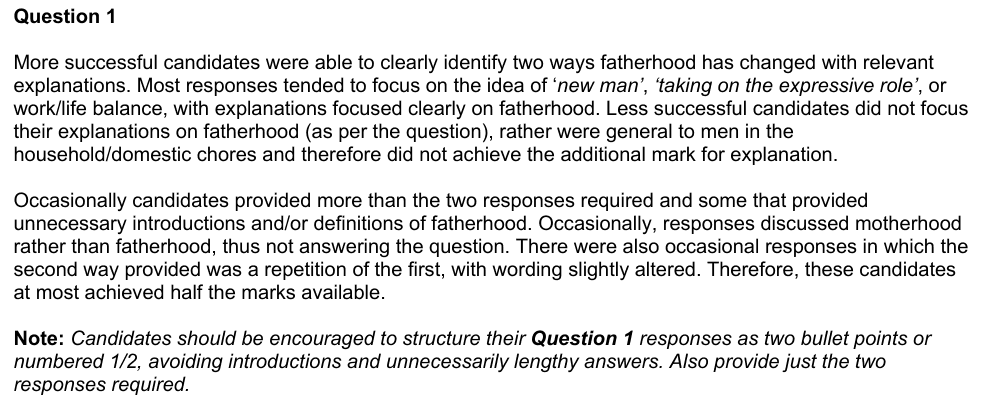 Question 1
More successful candidates were able to clearly identify two ways fatherhood has changed with relevant
explanations. Most responses tended to focus on the idea of ‘new man’, ‘taking on the expressive role’, or
work/life balance, with explanations focused clearly on fatherhood. Less successful candidates did not focus
their explanations on fatherhood (as per the question), rather were general to men in the
household/domestic chores and therefore did not achieve the additional mark for explanation.
Occasionally candidates provided more than the two responses required and some that provided
unnecessary introductions and/or definitions of fatherhood. Occasionally, responses discussed motherhood
rather than fatherhood, thus not answering the question. There were also occasional responses in which the
second way provided was a repetition of the first, with wording slightly altered. Therefore, these candidates
at most achieved half the marks available.
Note: Candidates should be encouraged to structure their Question 1 responses as two bullet points or
numbered 1/2, avoiding introductions and unnecessarily lengthy answers. Also provide just the two
responses required.